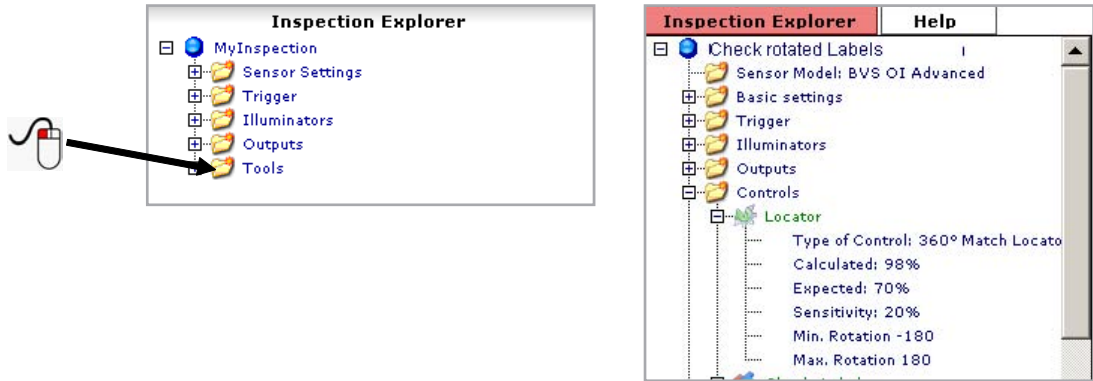 Inspection Explorer
MyInspection
Sensor Settings
Trigger
Illuminators
Outputs
Tools
Inspection Explorer Help
Check rotated Labels
Sensor Model: BVS OI Advanced
Basic settings
Trigger
Illuminators
Outputs
Controls
Locator
Type of Control: 360° Match Locato
Calculated: 98%
Expected: 70%
Sensitivity: 20%
Min. Rotation -180
Max. Rotation 180